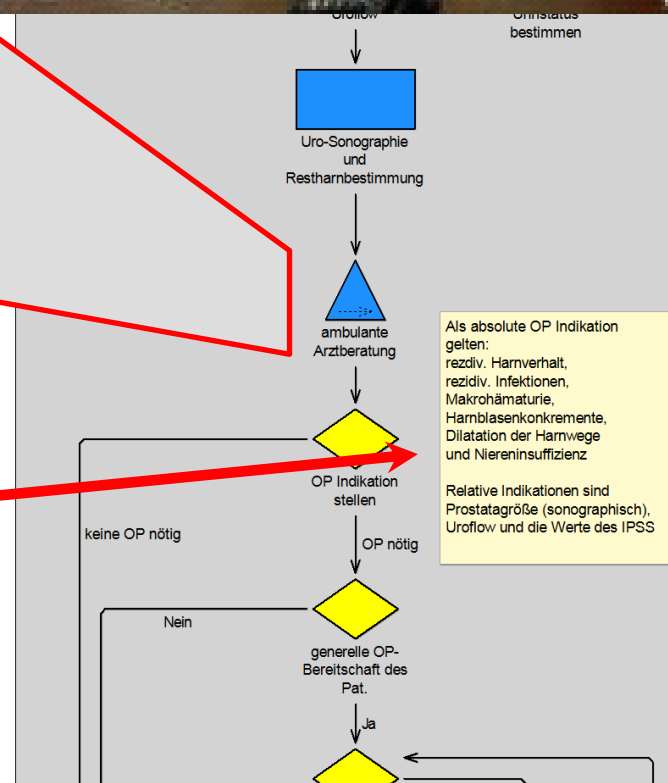 Uroflow
Urinstatus
bestimmen
Uro-Sonographie
und
Restharnbestimmung
ambulante
Arztberatung
Als absolute OP Indikation
gelten:
rezdiv. Harnverhalt,
rezidiv. Infektionen,
Makrohämaturie,
Harnblasenkonkremente,
Dilatation der Harnwege
und Niereninsuffizienz
Relative Indikationen sind
Prostatagröße (sonographisch),
Uroflow und die Werte des IPSS
OP Indikation
stellen
keine OP nötig
OP nötig
Nein
generelle OP-
Bereitschaft des
Pat.
Ja